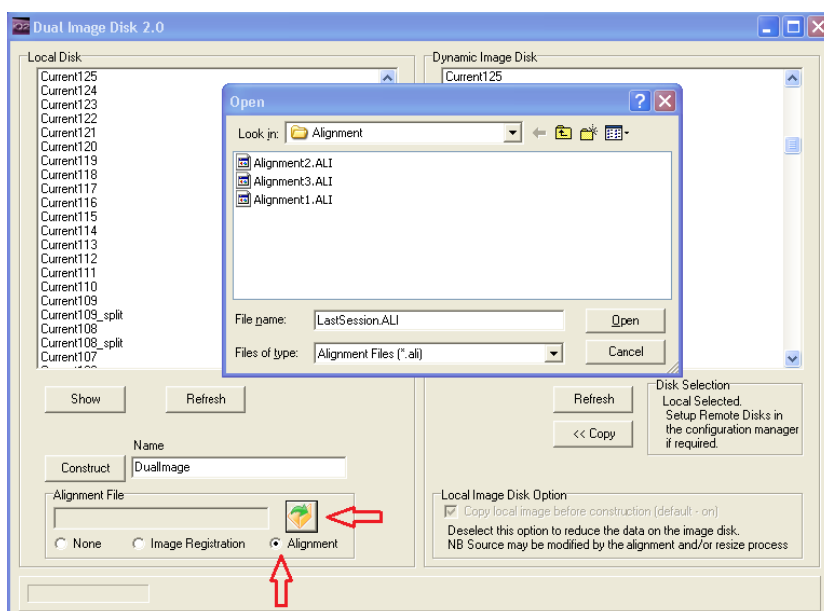 Dual Image Disk 2.0
Local Disk
Current125
Current124
Current123
Current122
Current121
Current120
Current119
Current118
Current117
Current116
Current115
Current114
Current113
Current112
Current111
Current110
Current109
Current109_split
Current108
Current108_split
Current107
Dynamic Image Disk
Current125
Open
Look in: Alignment
Alignment2.ALI
Alignment3.ALI
Alignment1.ALI
File name: LastSession.ALI Open
Files of type: Alignment Files (*.ali) Cancel
Show Refresh
Name
Construct DualImage
Alignment File
None Image Registration Alignment
Refresh
<< Copy
Disk Selection
Local Selected.
Setup Remote Disks in
the configuration manager
if required.
Local Image Disk Option
Copy local image before construction (default - on)
Deselect this option to reduce the data on the image disk.
NB Source may be modified by the alignment and/or resize process